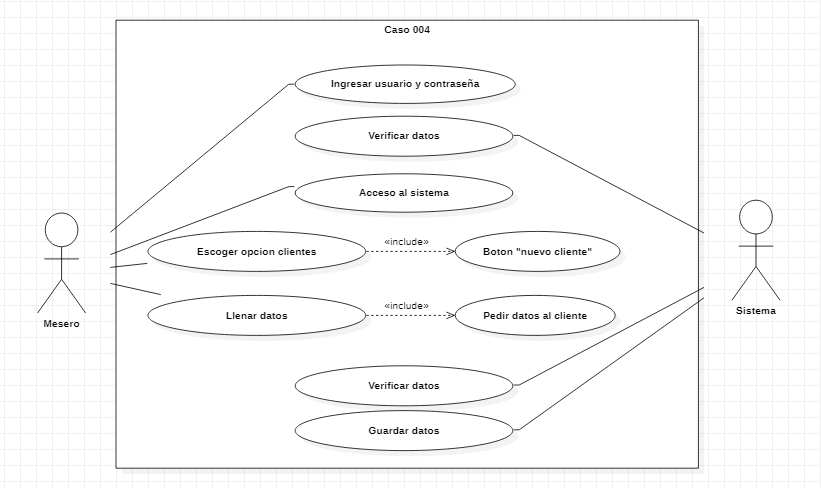 Caso 004
Ingresar usuario y contraseña
Verificar datos
Acceso al sistema
Escoger opcion clientes
«include»
Boton "nuevo cliente"
Llenar datos
«include»
Pedir datos al cliente
Mesero
Sistema
Verificar datos
Guardar datos